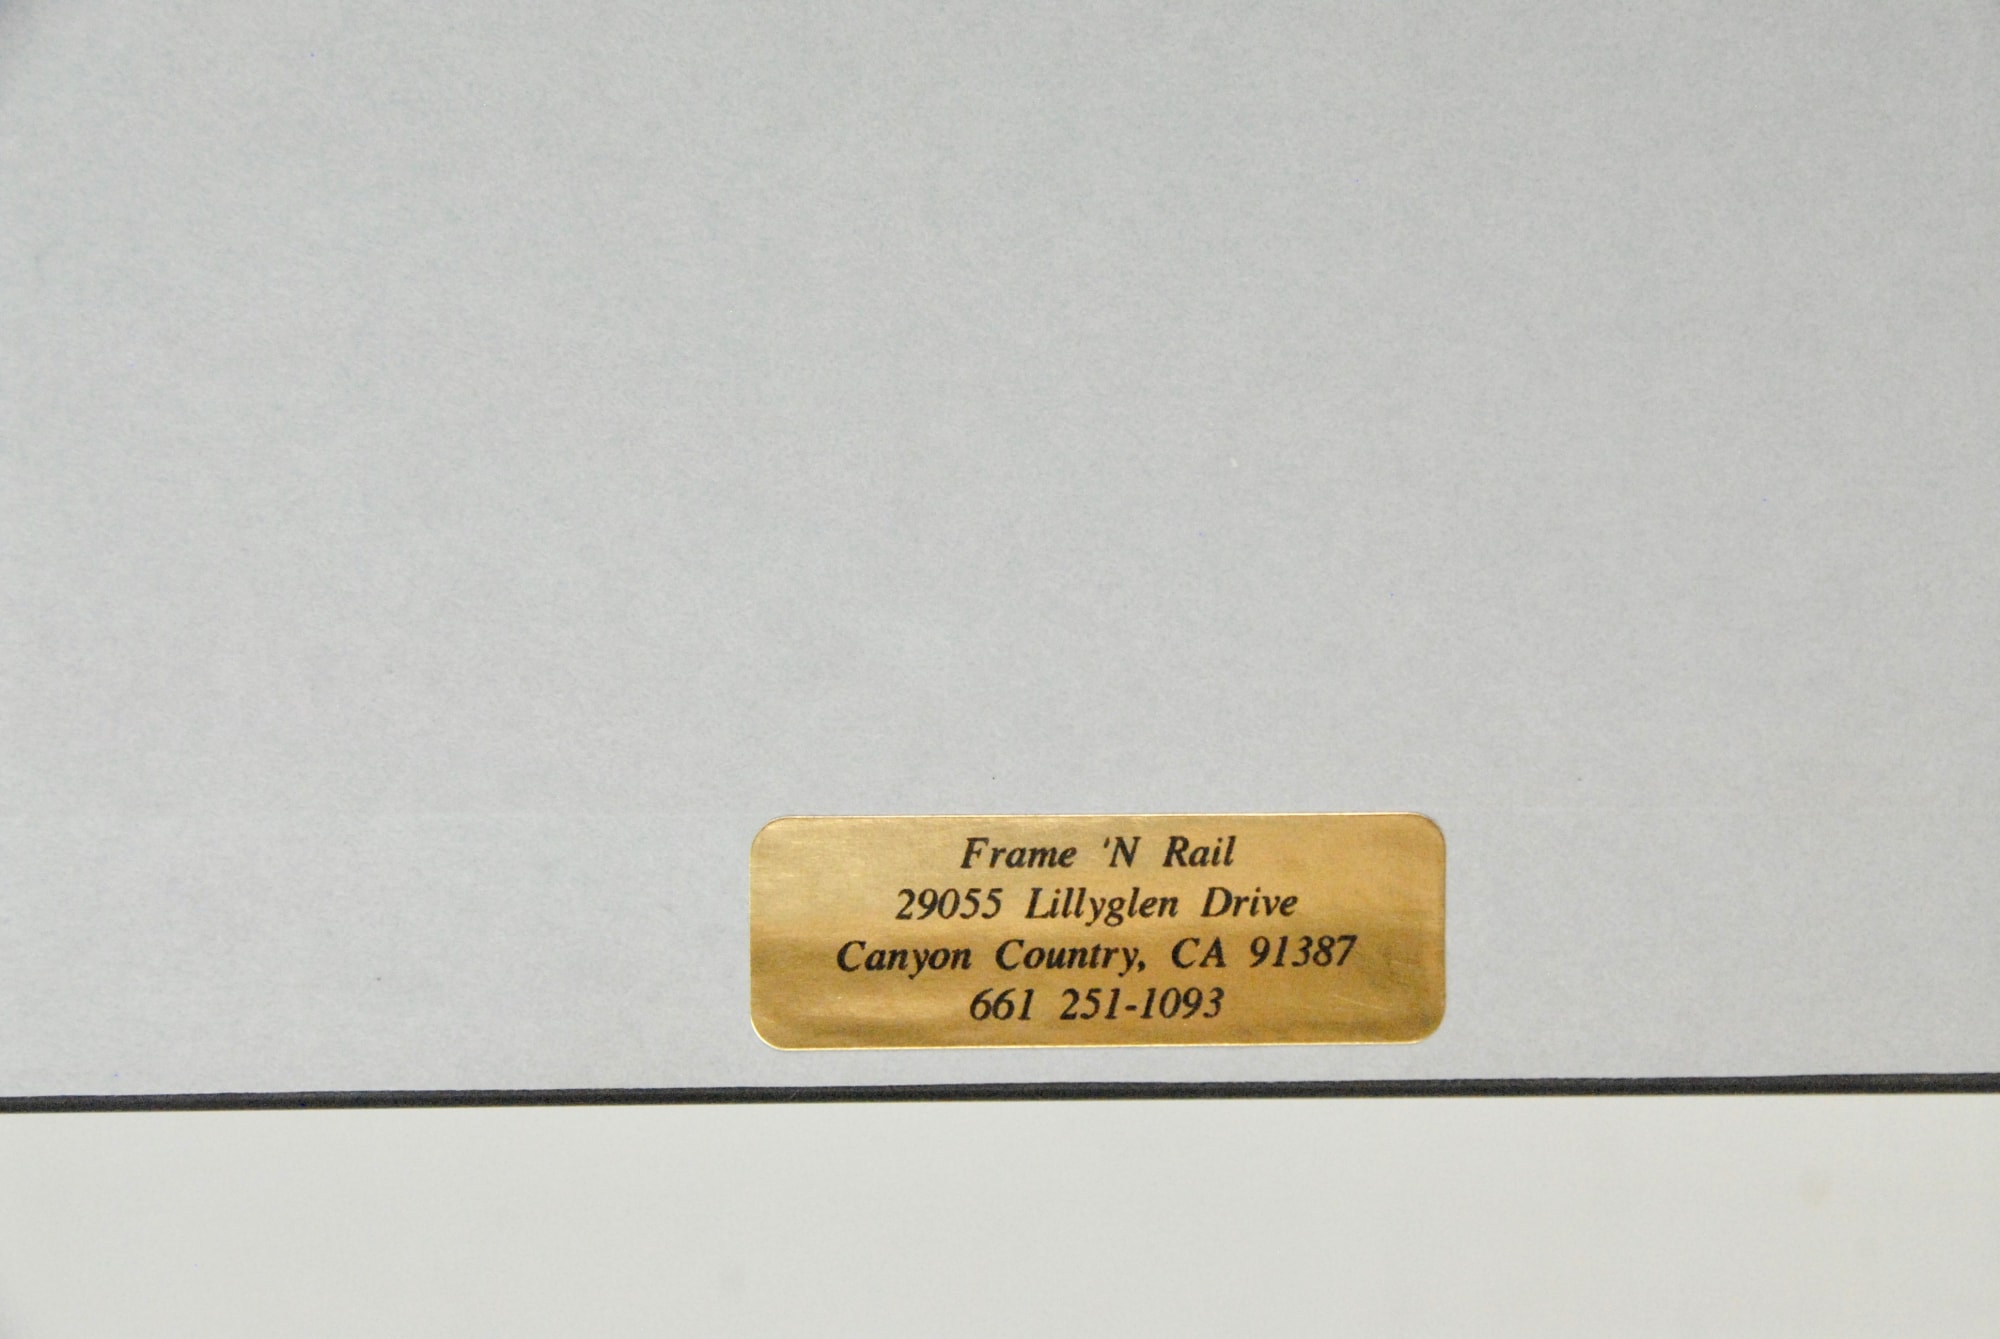 Frame 'N Rail
29055 Lillyglen Drive
Canyon Country, CA 91387
661 251-1093